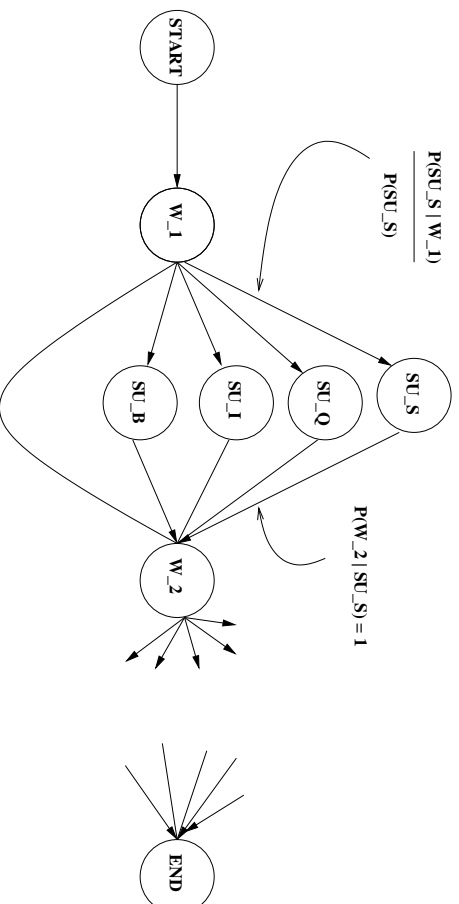 START
W_1
P(SU_S | W_1)
P(SU_S)
SU_S
SU_Q
SU_I
SU_B
P(W_2 | SU_S) = 1
W_2
END